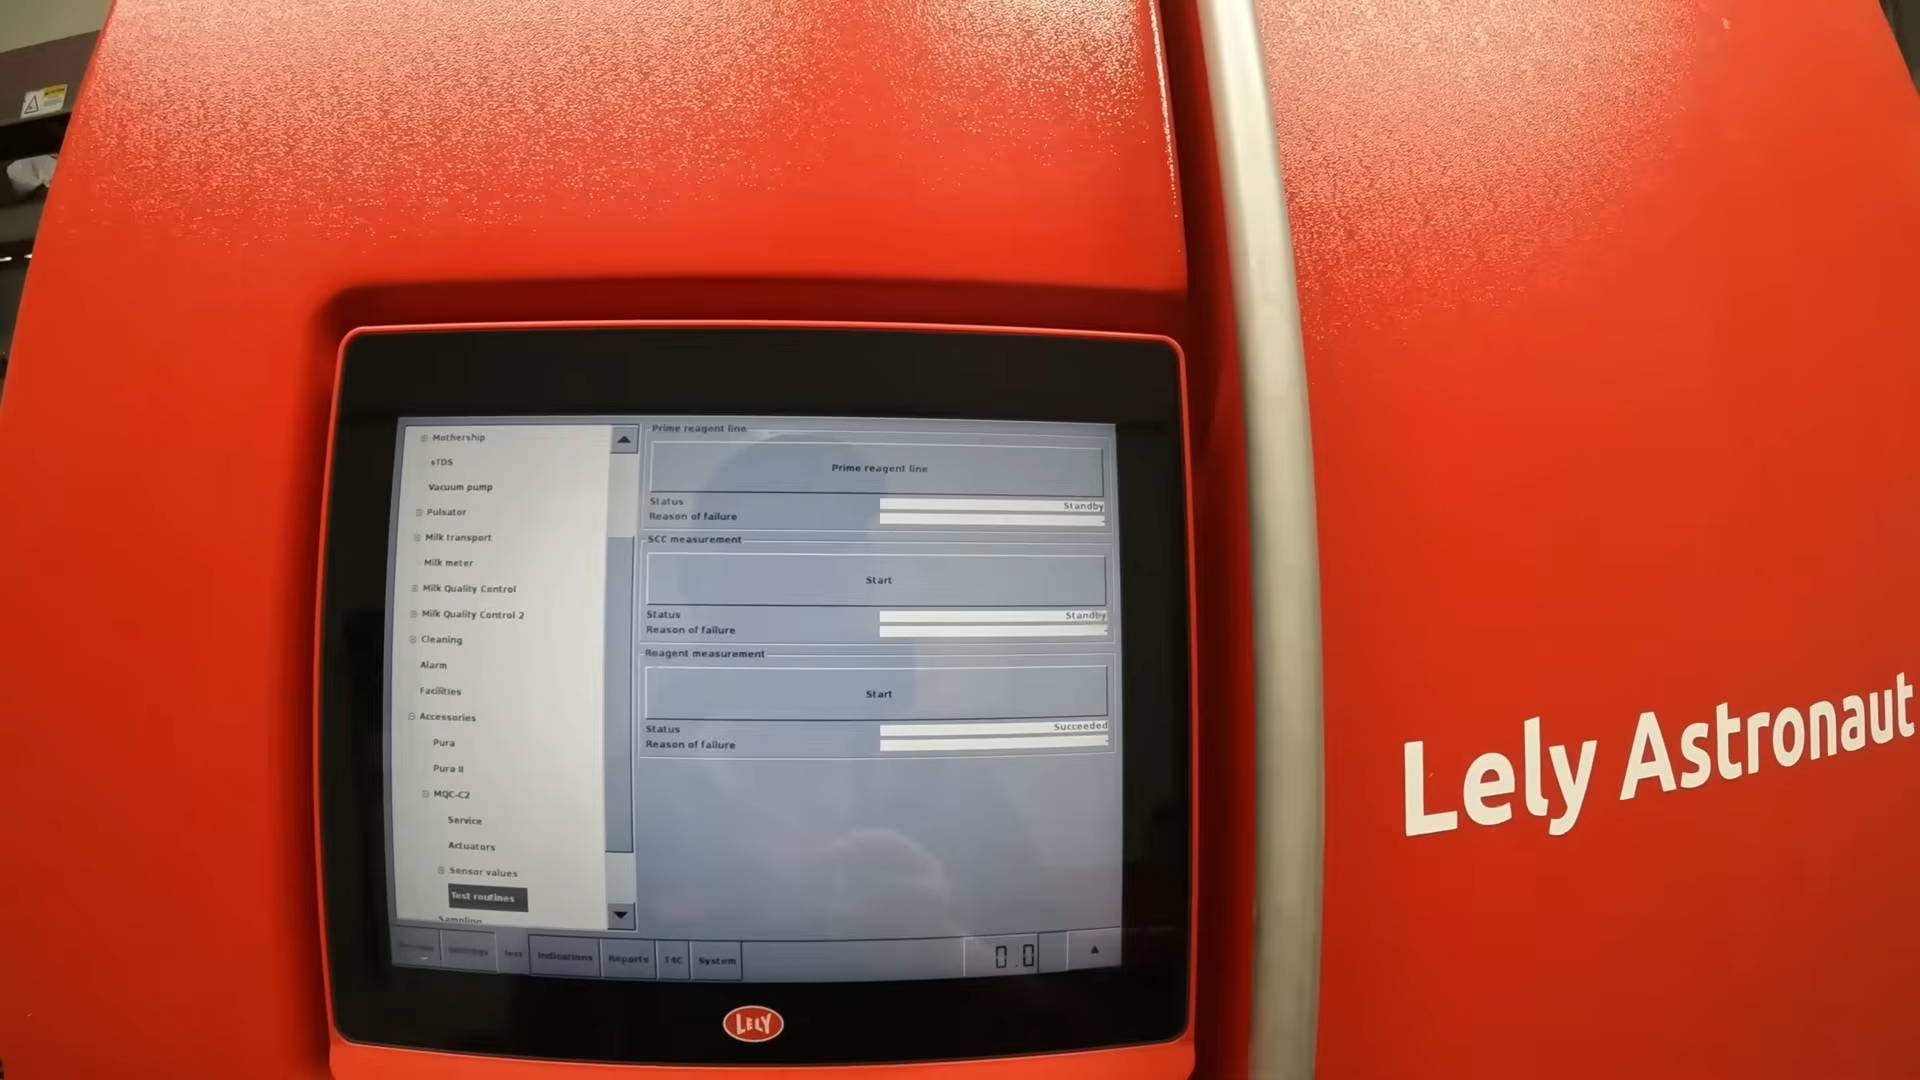 Mothership
sTDS
Vacuum pump
Pulsator
Milk transport
Milk meter
Milk Quality Control
Milk Quality Control 2
Cleaning
Alarm
Facilities
Accessories
Pura
Pura II
MQC-C2
Service
Actuators
Sensor values
Test routines
Sampling
Prime reagent line
Prime reagent line
Status Standby
Reason of failure -
SCC measurement
Start
Status Standby
Reason of failure -
Reagent measurement
Start
Status Succeeded
Reason of failure -
Settings Test Indications Reports T4C System 0.0
LELY
Lely Astronaut